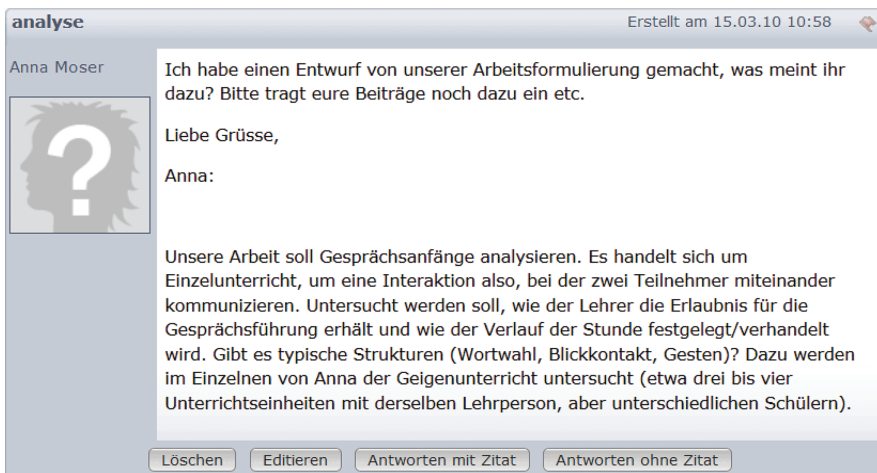 analyse
Erstellt am 15.03.10 10:58
Anna Moser
Ich habe einen Entwurf von unserer Arbeitsformulierung gemacht, was meint ihr
dazu? Bitte tragt eure Beiträge noch dazu ein etc.
Liebe Grüsse,
Anna:
Unsere Arbeit soll Gesprächsanfänge analysieren. Es handelt sich um
Einzelunterricht, um eine Interaktion also, bei der zwei Teilnehmer miteinander
kommunizieren. Untersucht werden soll, wie der Lehrer die Erlaubnis für die
Gesprächsführung erhält und wie der Verlauf der Stunde festgelegt/verhandelt
wird. Gibt es typische Strukturen (Wortwahl, Blickkontakt, Gesten)? Dazu werden
im Einzelnen von Anna der Geigenunterricht untersucht (etwa drei bis vier
Unterrichtseinheiten mit derselben Lehrperson, aber unterschiedlichen Schülern).
Löschen
Editieren
Antworten mit Zitat
Antworten ohne Zitat